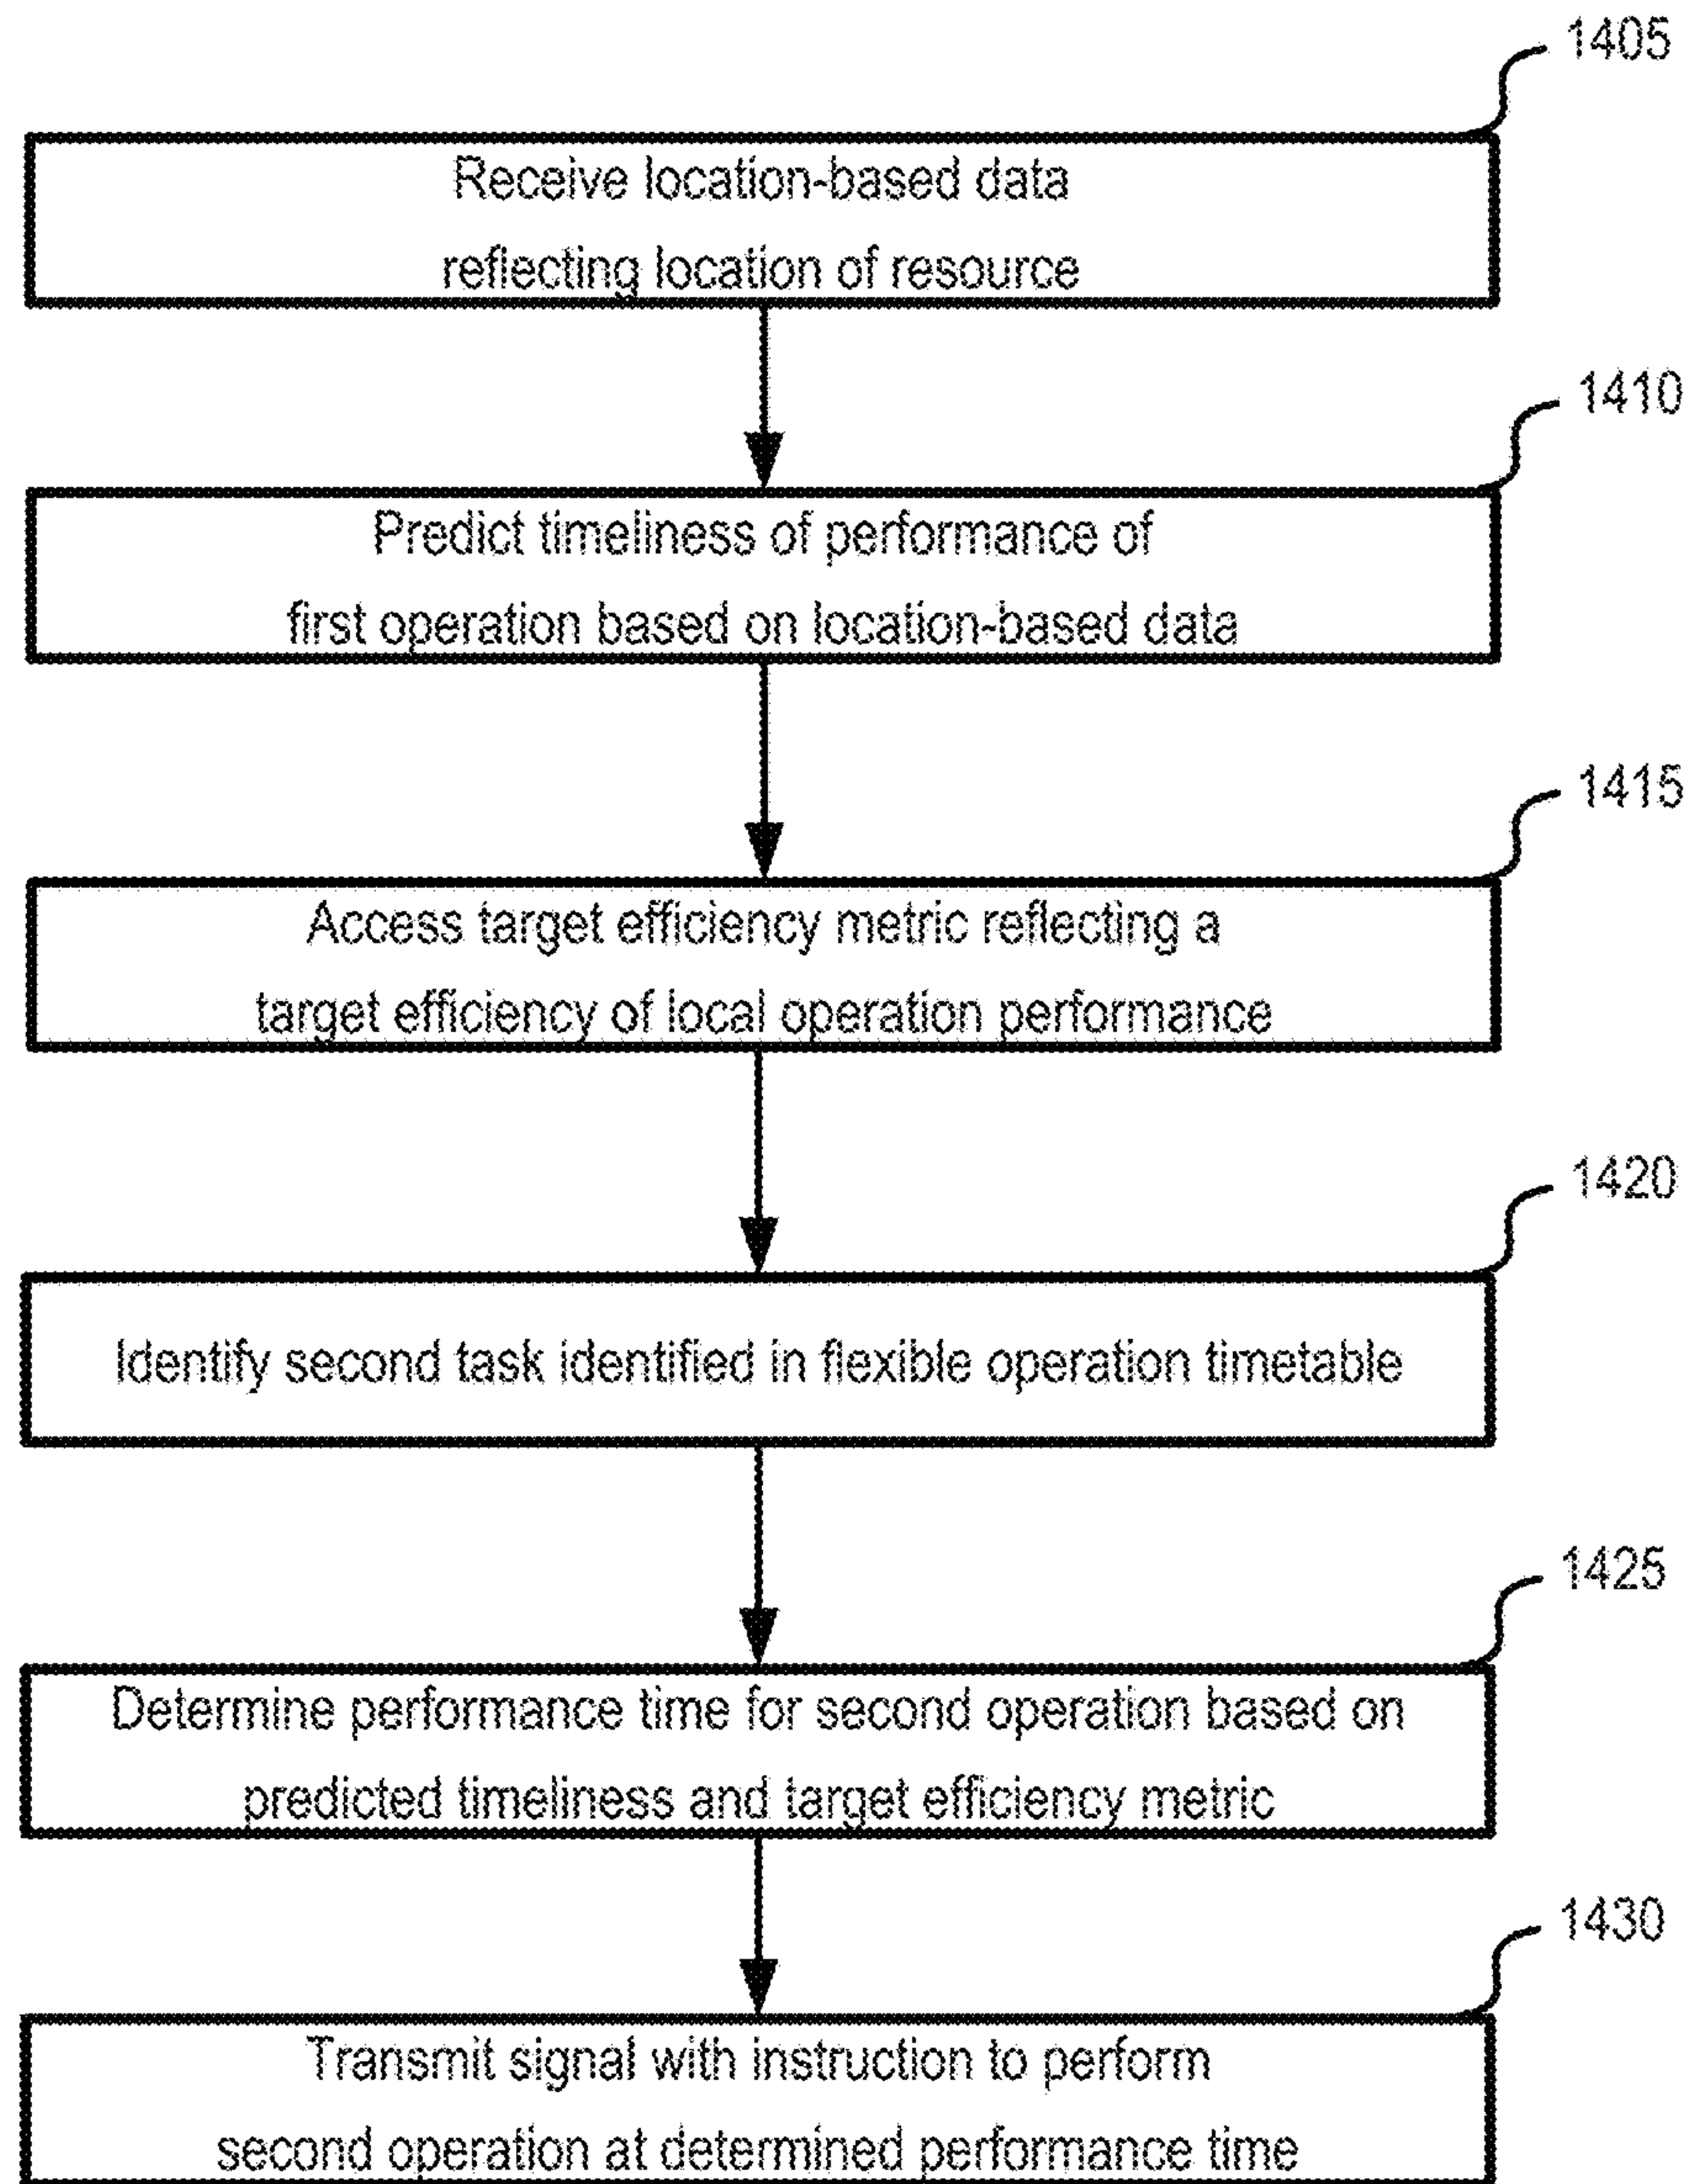 1405
Receive location-based data
reflecting location of resource
1410
Predict timeliness of performance of
first operation based on location-based data
1415
Access target efficiency metric reflecting a
target efficiency of local operation performance
1420
Identify second task identified in flexible operation timetable
1425
Determine performance time for second operation based on
predicted timeliness and target efficiency metric
1430
Transmit signal with instruction to perform
second operation at determined performance time